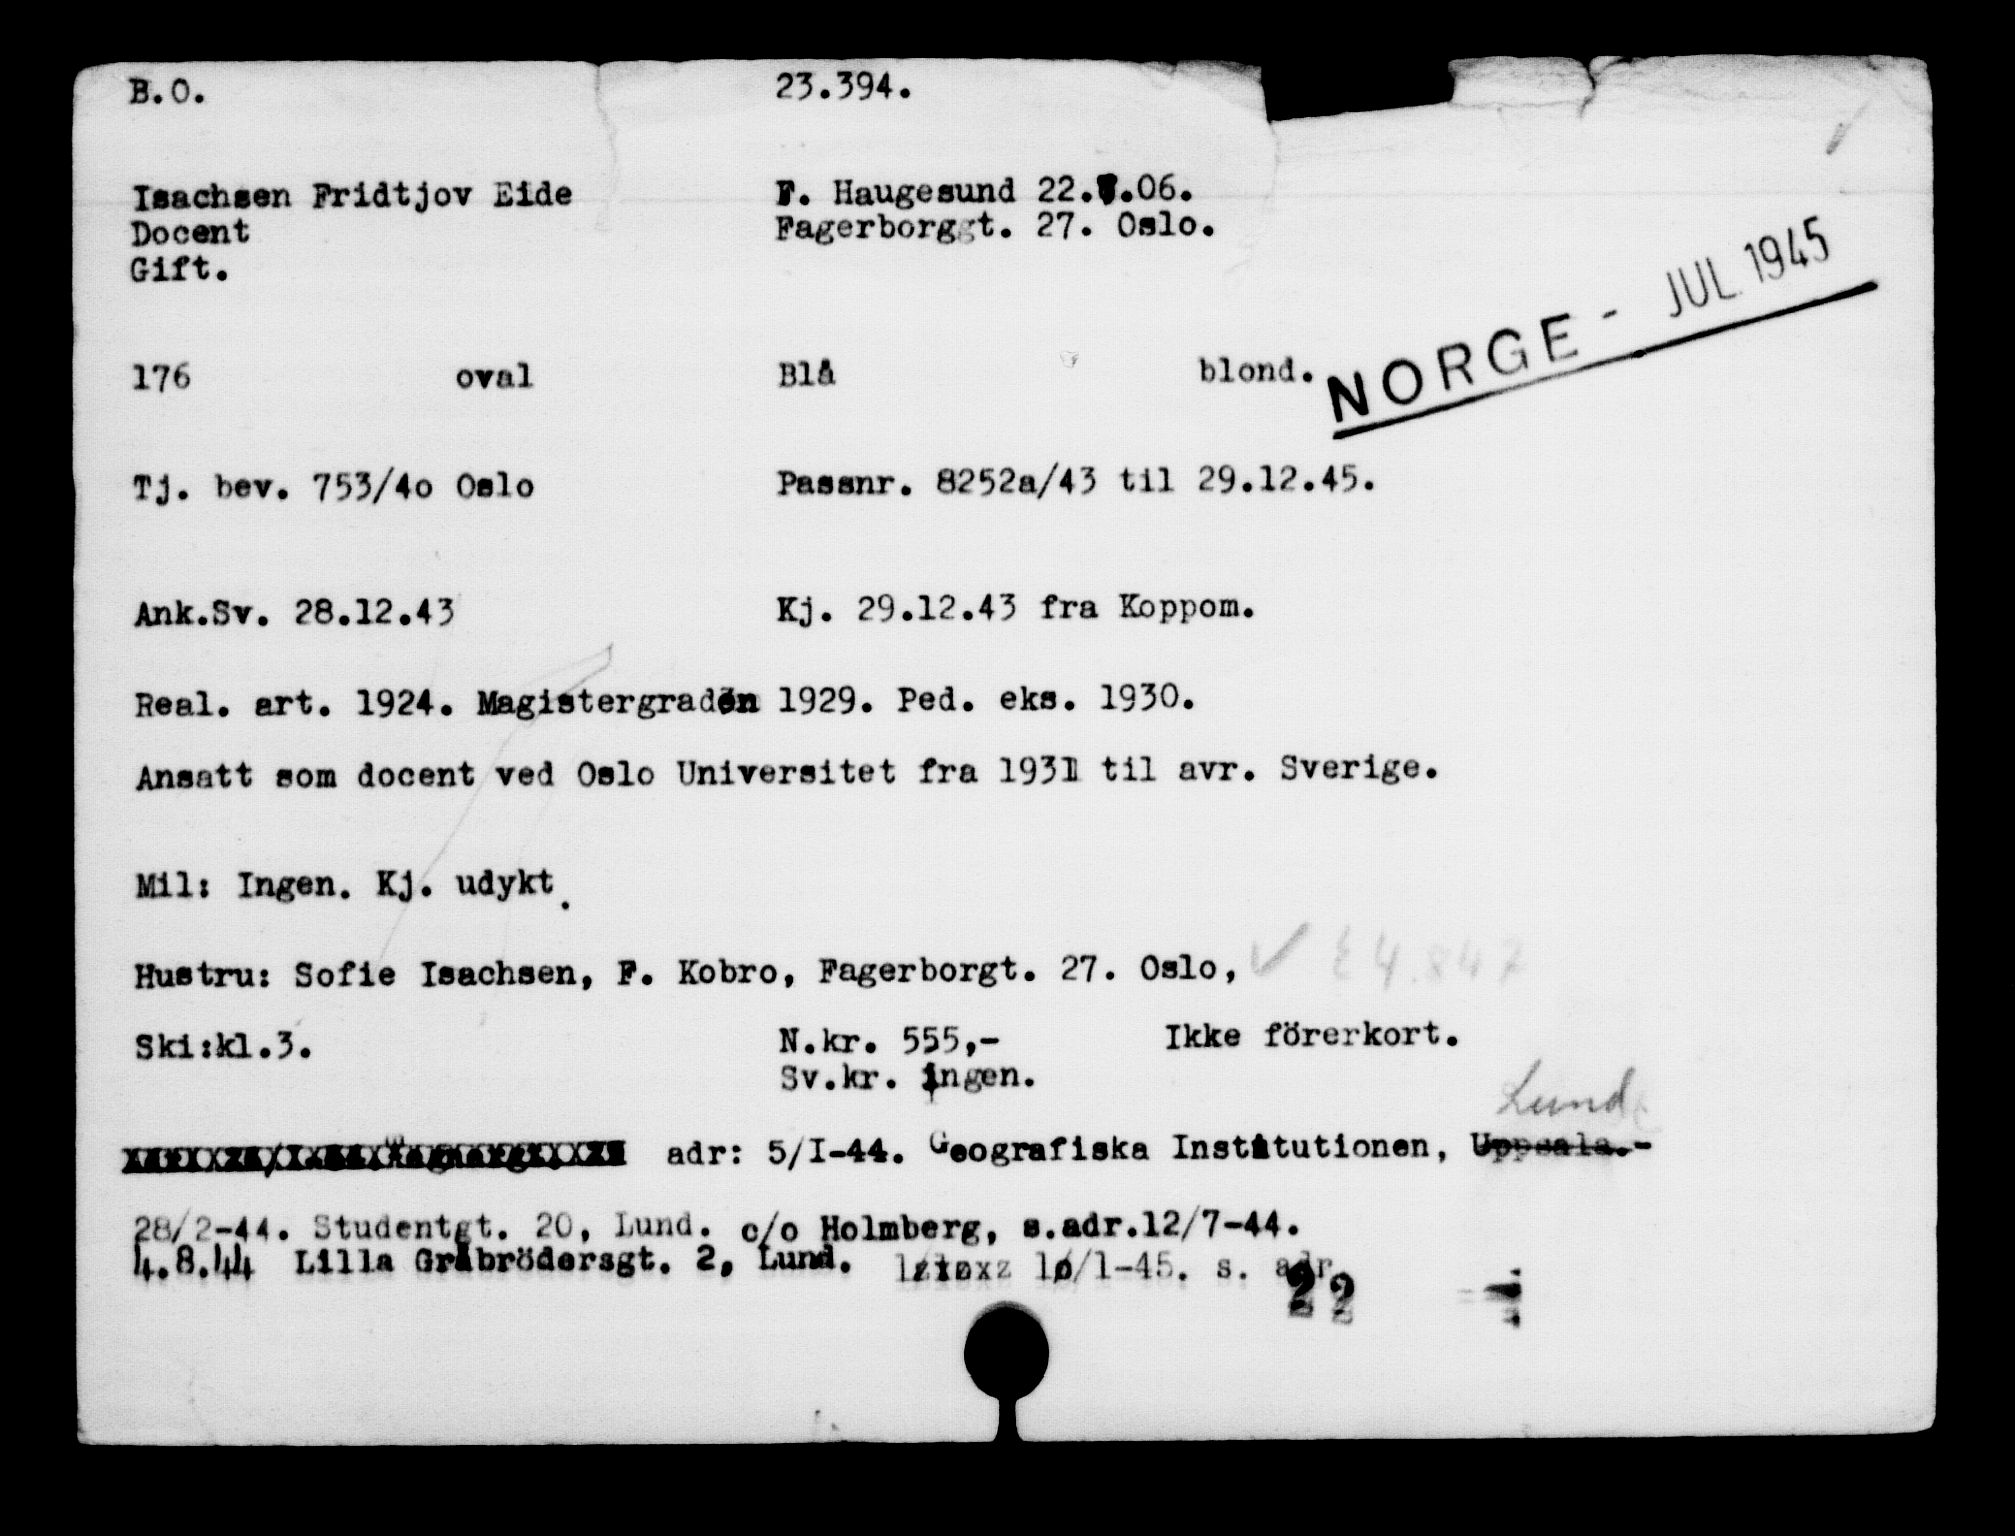 B.O. 23.394.
Isachsen Fridtjov Eide F. Haugesund 22. .06.
Docent Fagerborggt. 27. Oslo.
Gift.
NORGE - JUL. 1945
176 oval Blå blond.
Tj. bev. 753/4o Oslo Passnr. 8252a/43 til 29.12.45.
Ank.Sv. 28.12.43 Kj. 29.12.43 fra Koppom.
Real. art. 1924. Magistergraden 1929. Ped. eks. 1930.
Ansatt som docent ved Oslo Universitet fra 1931 til avr. Sverige.
Mil: Ingen. Kj. udykt.
Hustru: Sofie Isachsen, F. Kobro, Fagerborgt. 27. Oslo, ✓ 24.847
Ski:kl.3. N.kr. 555,- Ikke förerkort.
Sv.kr. ingen.
Lund
adr: 5/I-44. Geografiska Institutionen, Uppsala.-
28/2-44. Studentgt. 20, Lund. c/o Holmberg, s.adr.12/7-44.
4.8.44 Lilla Gråbrödersgt. 2, Lund. 1ø/1-45. s. adr
22